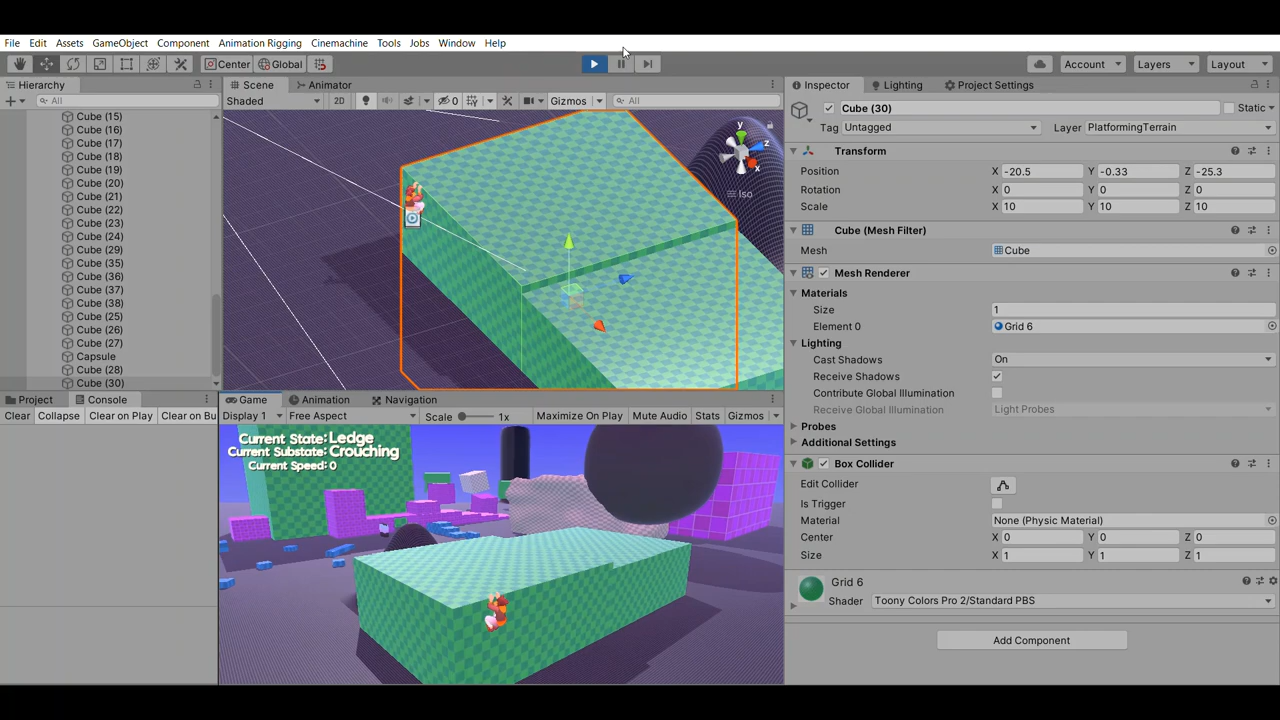 File Edit Assets GameObject Component Animation Rigging Cinemachine Tools Jobs Window Help
Center Global Account Layers Layout
Hierarchy
All
Cube (15)
Cube (16)
Cube (17)
Cube (18)
Cube (19)
Cube (20)
Cube (21)
Cube (22)
Cube (23)
Cube (24)
Cube (29)
Cube (35)
Cube (36)
Cube (37)
Cube (38)
Cube (25)
Cube (26)
Cube (27)
Capsule
Cube (28)
Cube (30)
Scene Animator
Shaded 2D 0 Gizmos All
y
z
x
Iso
Project Console
Clear Collapse Clear on Play Clear on Bu
Game Animation Navigation
Display 1 Free Aspect Scale 1x Maximize On Play Mute Audio Stats Gizmos
Current State: Ledge
Current Substate: Crouching
Current Speed: 0
Inspector Lighting Project Settings
Cube (30) Static
Tag Untagged Layer PlatformingTerrain
Transform
Position X -20.5 Y -0.33 Z -25.3
Rotation X 0 Y 0 Z 0
Scale X 10 Y 10 Z 10
Cube (Mesh Filter)
Mesh Cube
Mesh Renderer
Materials
Size 1
Element 0 Grid 6
Lighting
Cast Shadows On
Receive Shadows
Contribute Global Illumination
Receive Global Illumination Light Probes
Probes
Additional Settings
Box Collider
Edit Collider
Is Trigger
Material None (Physic Material)
Center X 0 Y 0 Z 0
Size X 1 Y 1 Z 1
Grid 6
Shader Toony Colors Pro 2/Standard PBS
Add Component